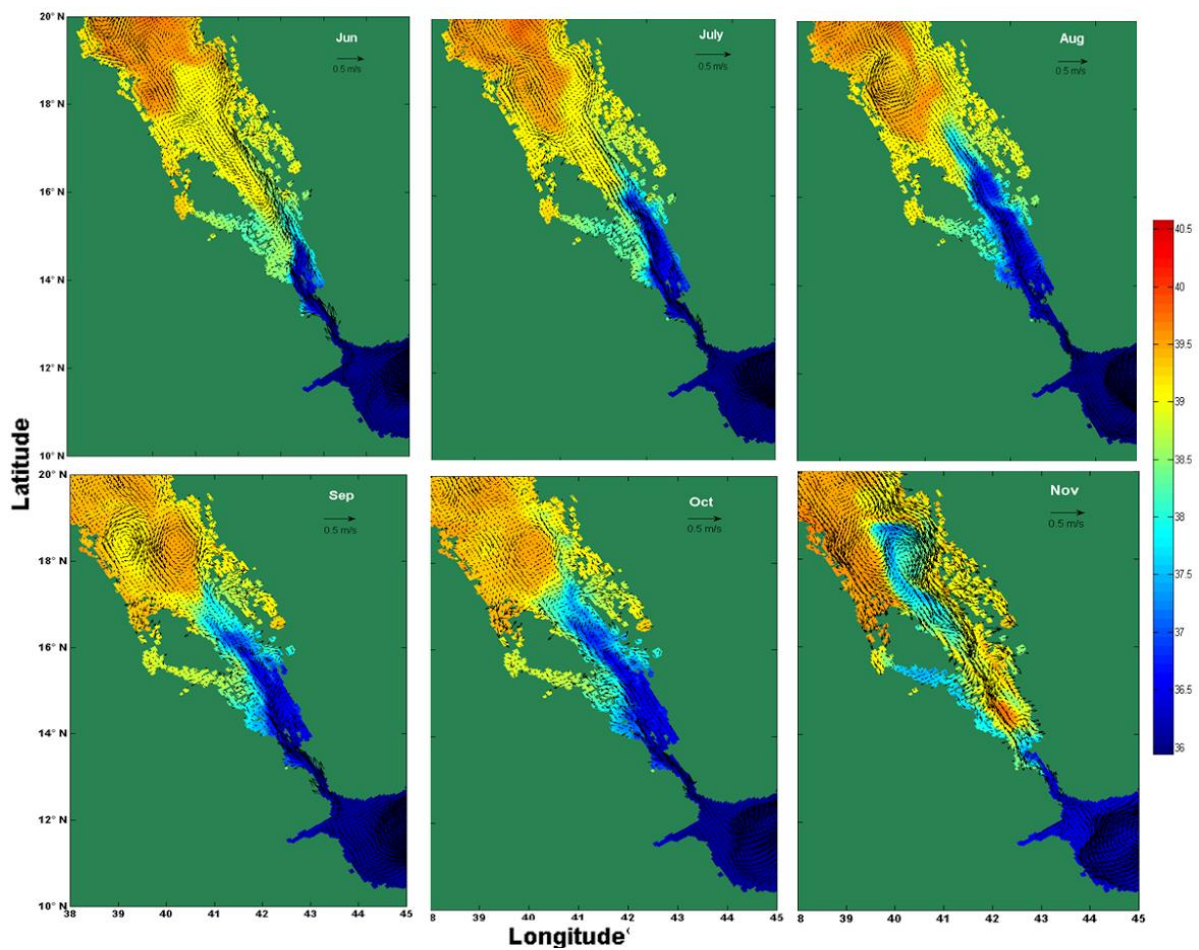 20° N
18° N
16° N
14° N
12° N
10° N
Jun
0.5 m/s
July
0.5 m/s
Aug
0.5 m/s
Latitude
20° N
18° N
16° N
14° N
12° N
10° N
Sep
0.5 m/s
Oct
0.5 m/s
Nov
0.5 m/s
38 39 40 41 42 43 44 45
8 39 40 41 42 43 44 45
8 39 40 41 42 43 44 45
Longitude
40.5
40
39.5
39
38.5
38
37.5
37
36.5
36